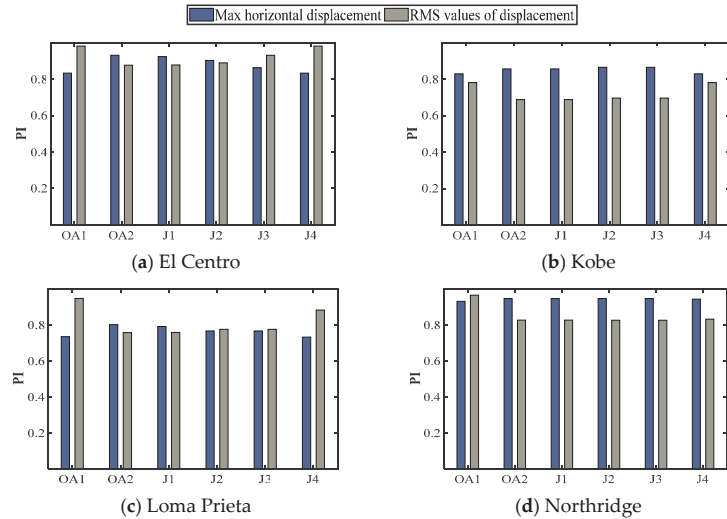 Max horizontal displacement RMS values of displacement
PI
0.8
0.6
0.4
0.2
OA1 OA2 J1 J2 J3 J4
(a) El Centro
PI
0.8
0.6
0.4
0.2
OA1 OA2 J1 J2 J3 J4
(b) Kobe
PI
0.8
0.6
0.4
0.2
OA1 OA2 J1 J2 J3 J4
(c) Loma Prieta
PI
0.8
0.6
0.4
0.2
OA1 OA2 J1 J2 J3 J4
(d) Northridge